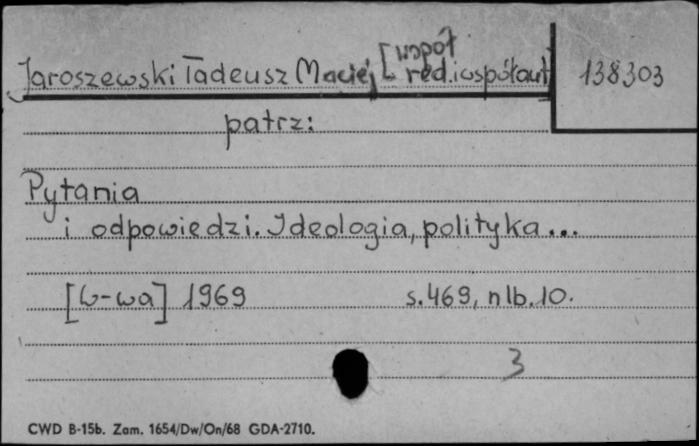 Jaroszewski Tadeusz Maciej [współ
red. i współaut] 138303
patrz:
Pytania
i odpowiedzi. Ideologia, polityka...
[W-wa] 1969 s. 469, nlb. 10.
3
CWD B-15b. Zam. 1654/Dw/On/68 GDA-2710.